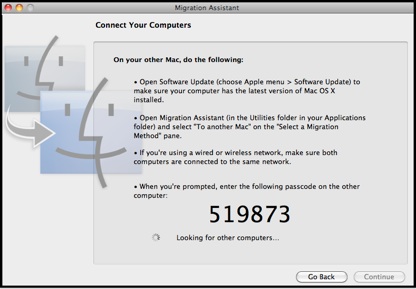 Migration Assistant
Connect Your Computers
On your other Mac, do the following:
• Open Software Update (choose Apple menu > Software Update) to
make sure your computer has the latest version of Mac OS X
installed.
• Open Migration Assistant (in the Utilities folder in your Applications
folder) and select "To another Mac" on the "Select a Migration
Method" pane.
• If you're using a wired or wireless network, make sure both
computers are connected to the same network.
• When you're prompted, enter the following passcode on the other
computer:
519873
Looking for other computers...
Go Back
Continue